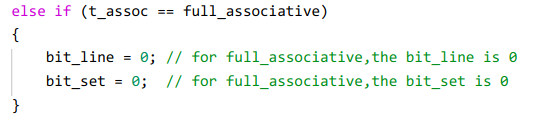 else if (t_assoc == full_associative)
{
bit_line = 0; // for full_associative,the bit_line is 0
bit_set = 0;  // for full_associative,the bit_set is 0
}